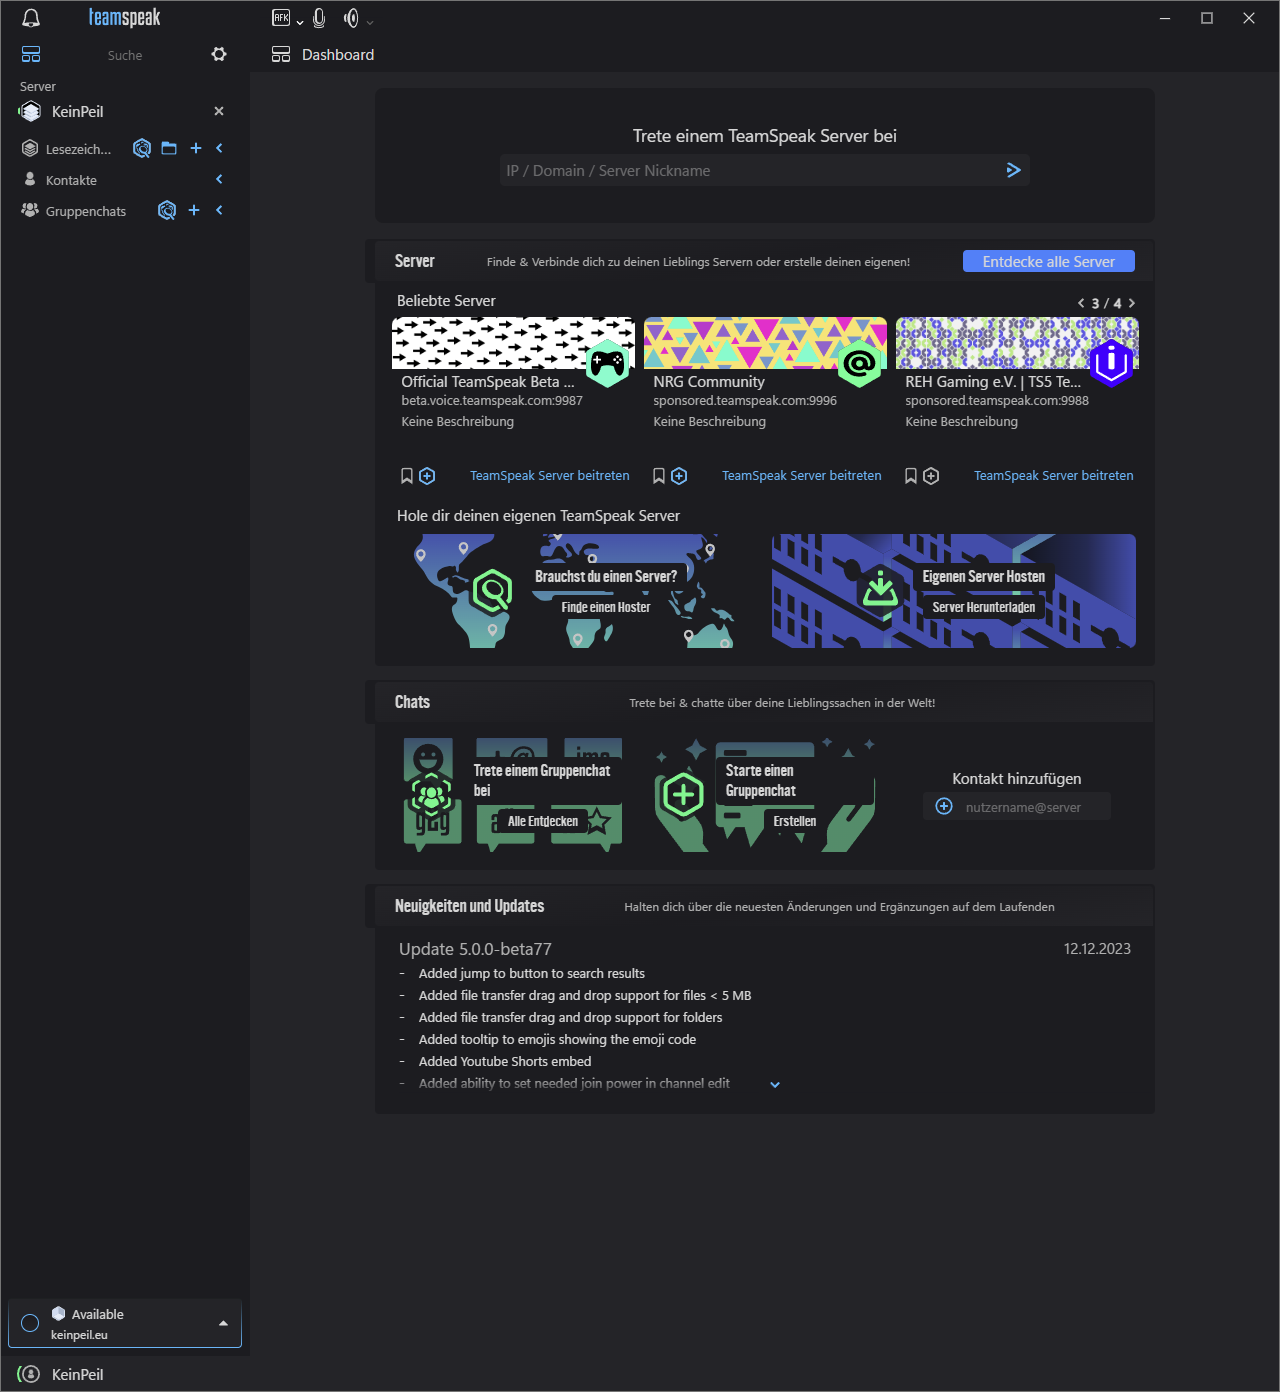 teamspeak
AFK
Suche
Dashboard
Server
KeinPeil
Lesezeich...
Kontakte
Gruppenchats
Trete einem TeamSpeak Server bei
IP / Domain / Server Nickname
Server
Finde & Verbinde dich zu deinen Lieblings Servern oder erstelle deinen eigenen!
Entdecke alle Server
Beliebte Server
3 / 4
Official TeamSpeak Beta ...
beta.voice.teamspeak.com:9987
Keine Beschreibung
TeamSpeak Server beitreten
NRG Community
sponsored.teamspeak.com:9996
Keine Beschreibung
TeamSpeak Server beitreten
REH Gaming e.V. | TS5 Te...
sponsored.teamspeak.com:9988
Keine Beschreibung
TeamSpeak Server beitreten
Hole dir deinen eigenen TeamSpeak Server
Brauchst du einen Server?
Finde einen Hoster
Eigenen Server Hosten
Server Herunterladen
Chats
Trete bei & chatte über deine Lieblingssachen in der Welt!
Trete einem Gruppenchat
bei
Alle Entdecken
Starte einen
Gruppenchat
Erstellen
Kontakt hinzufügen
nutzername@server
Neuigkeiten und Updates
Halten dich über die neuesten Änderungen und Ergänzungen auf dem Laufenden
Update 5.0.0-beta77
12.12.2023
- Added jump to button to search results
- Added file transfer drag and drop support for files < 5 MB
- Added file transfer drag and drop support for folders
- Added tooltip to emojis showing the emoji code
- Added Youtube Shorts embed
- Added ability to set needed join power in channel edit
Available
keinpeil.eu
KeinPeil